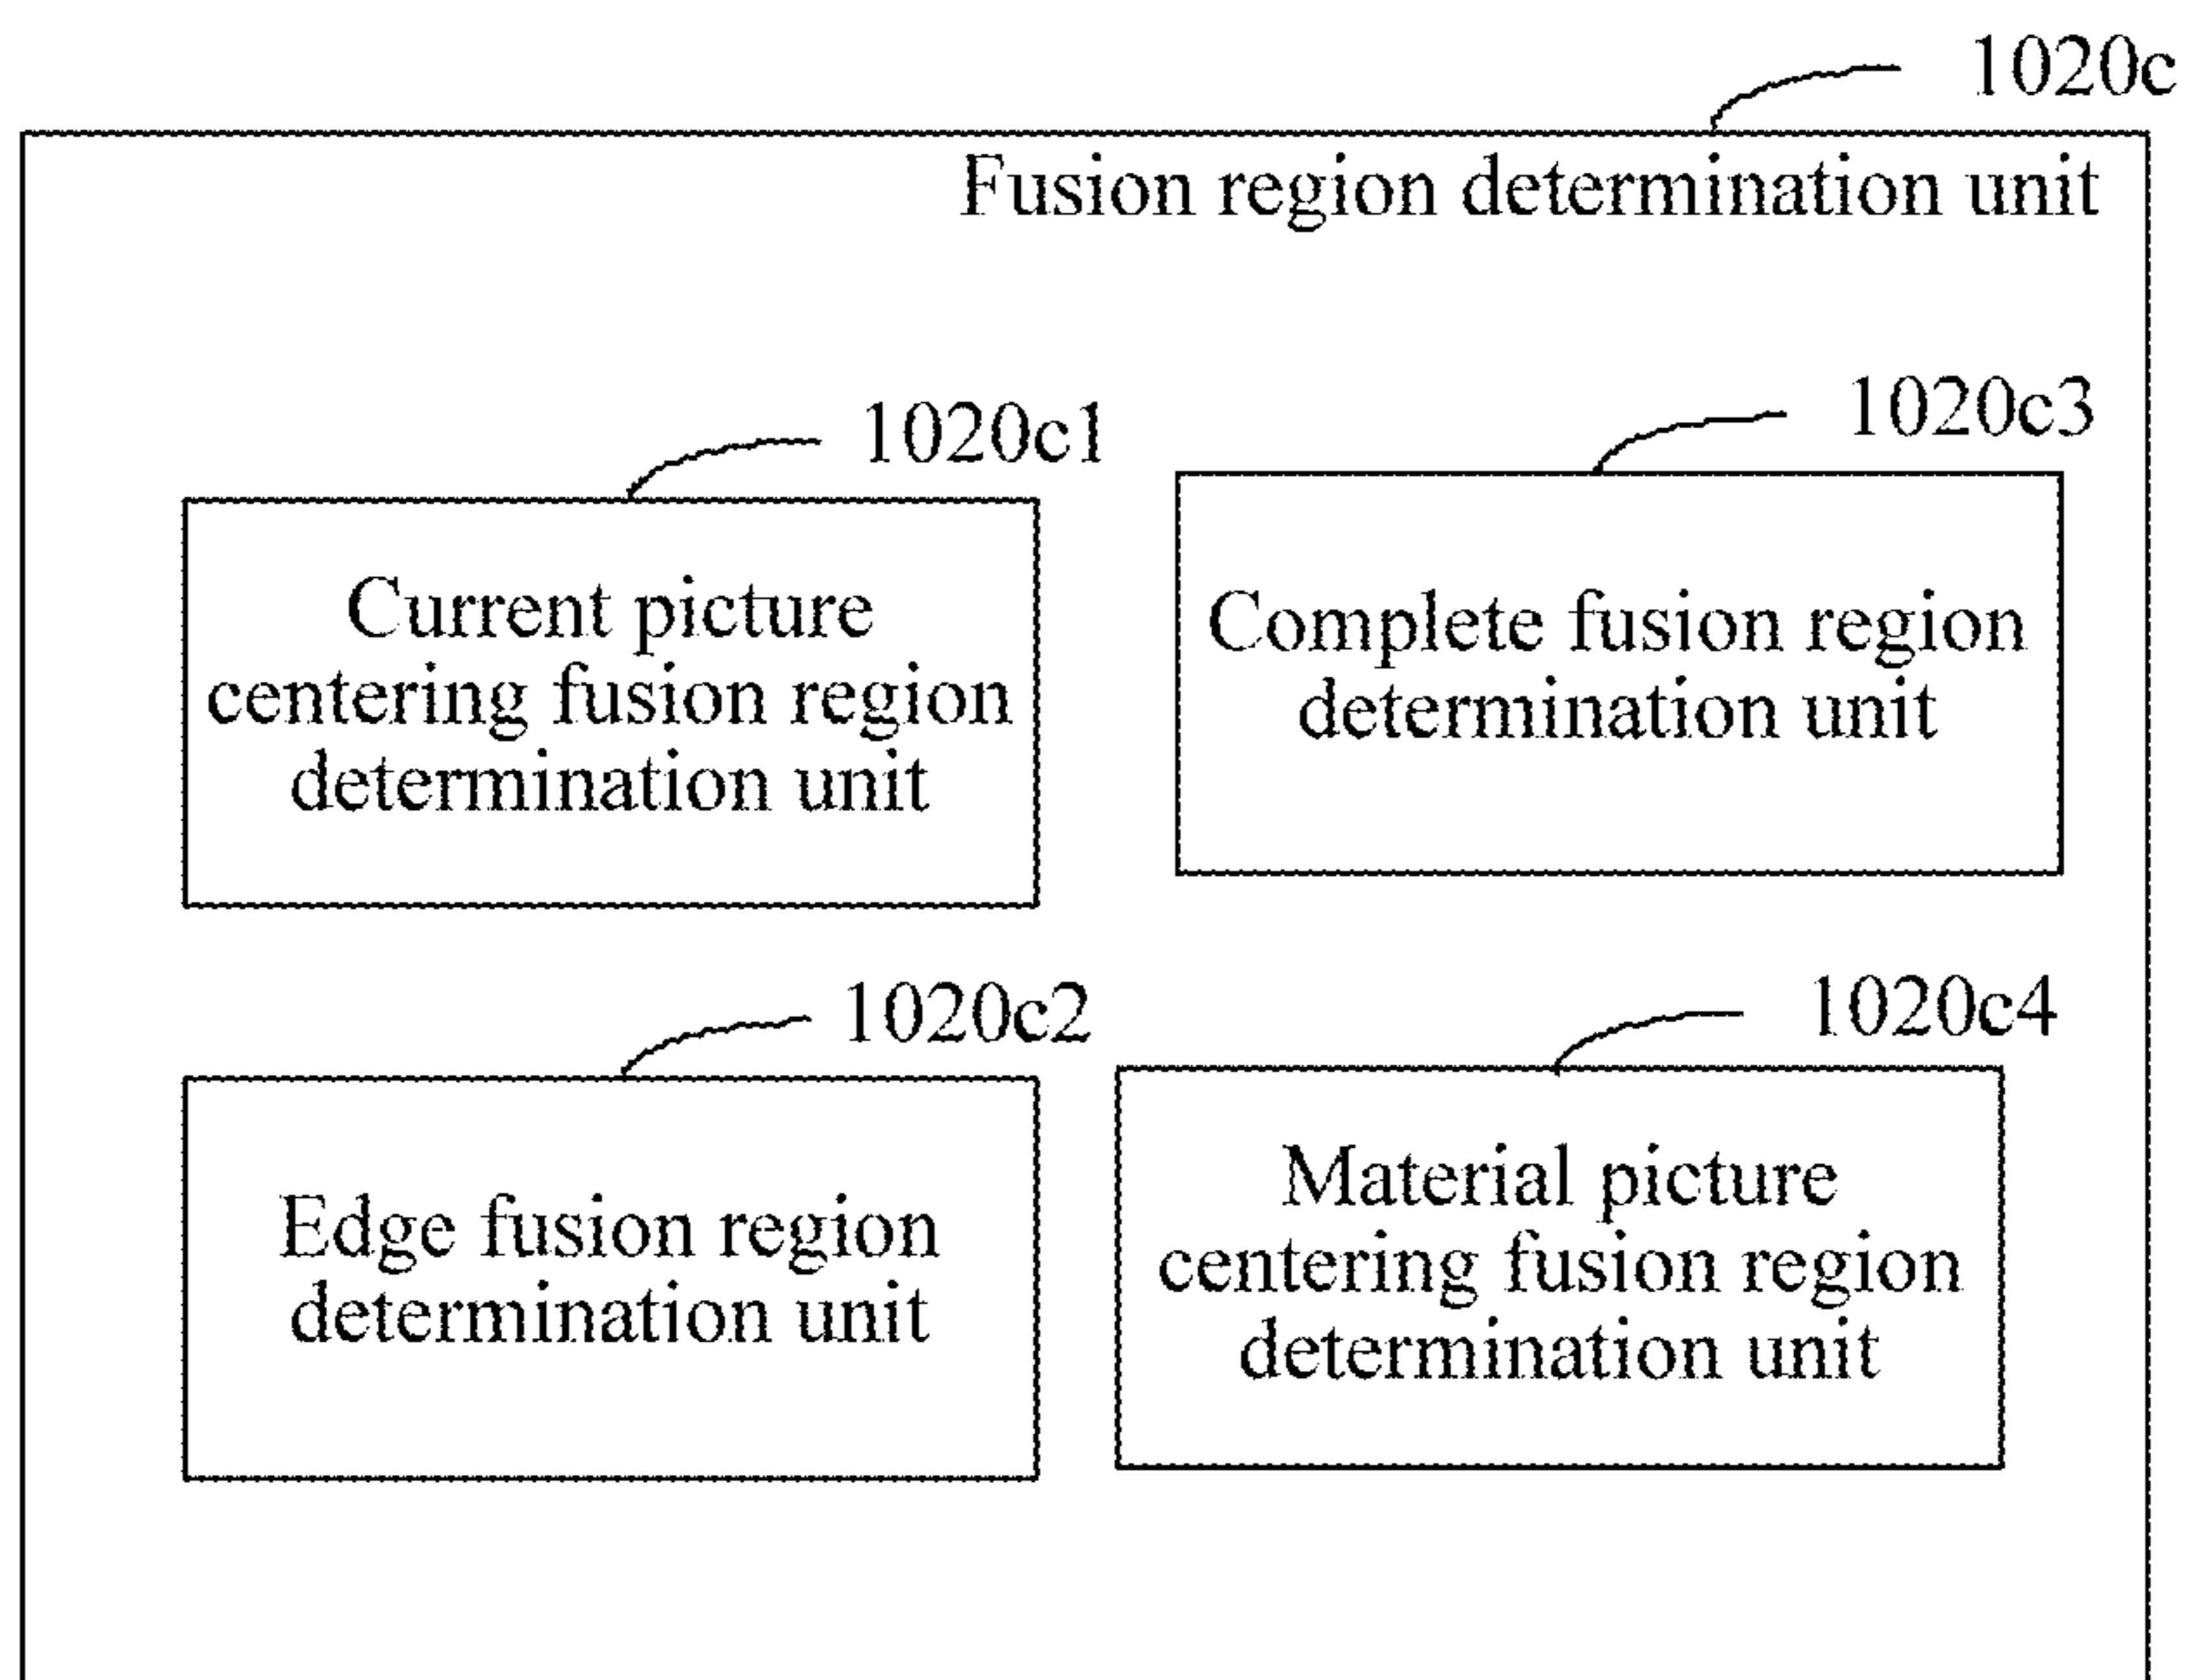 1020c
Fusion region determination unit
1020c1
Current picture
centering fusion region
determination unit
1020c3
Complete fusion region
determination unit
1020c2
Edge fusion region
determination unit
1020c4
Material picture
centering fusion region
determination unit